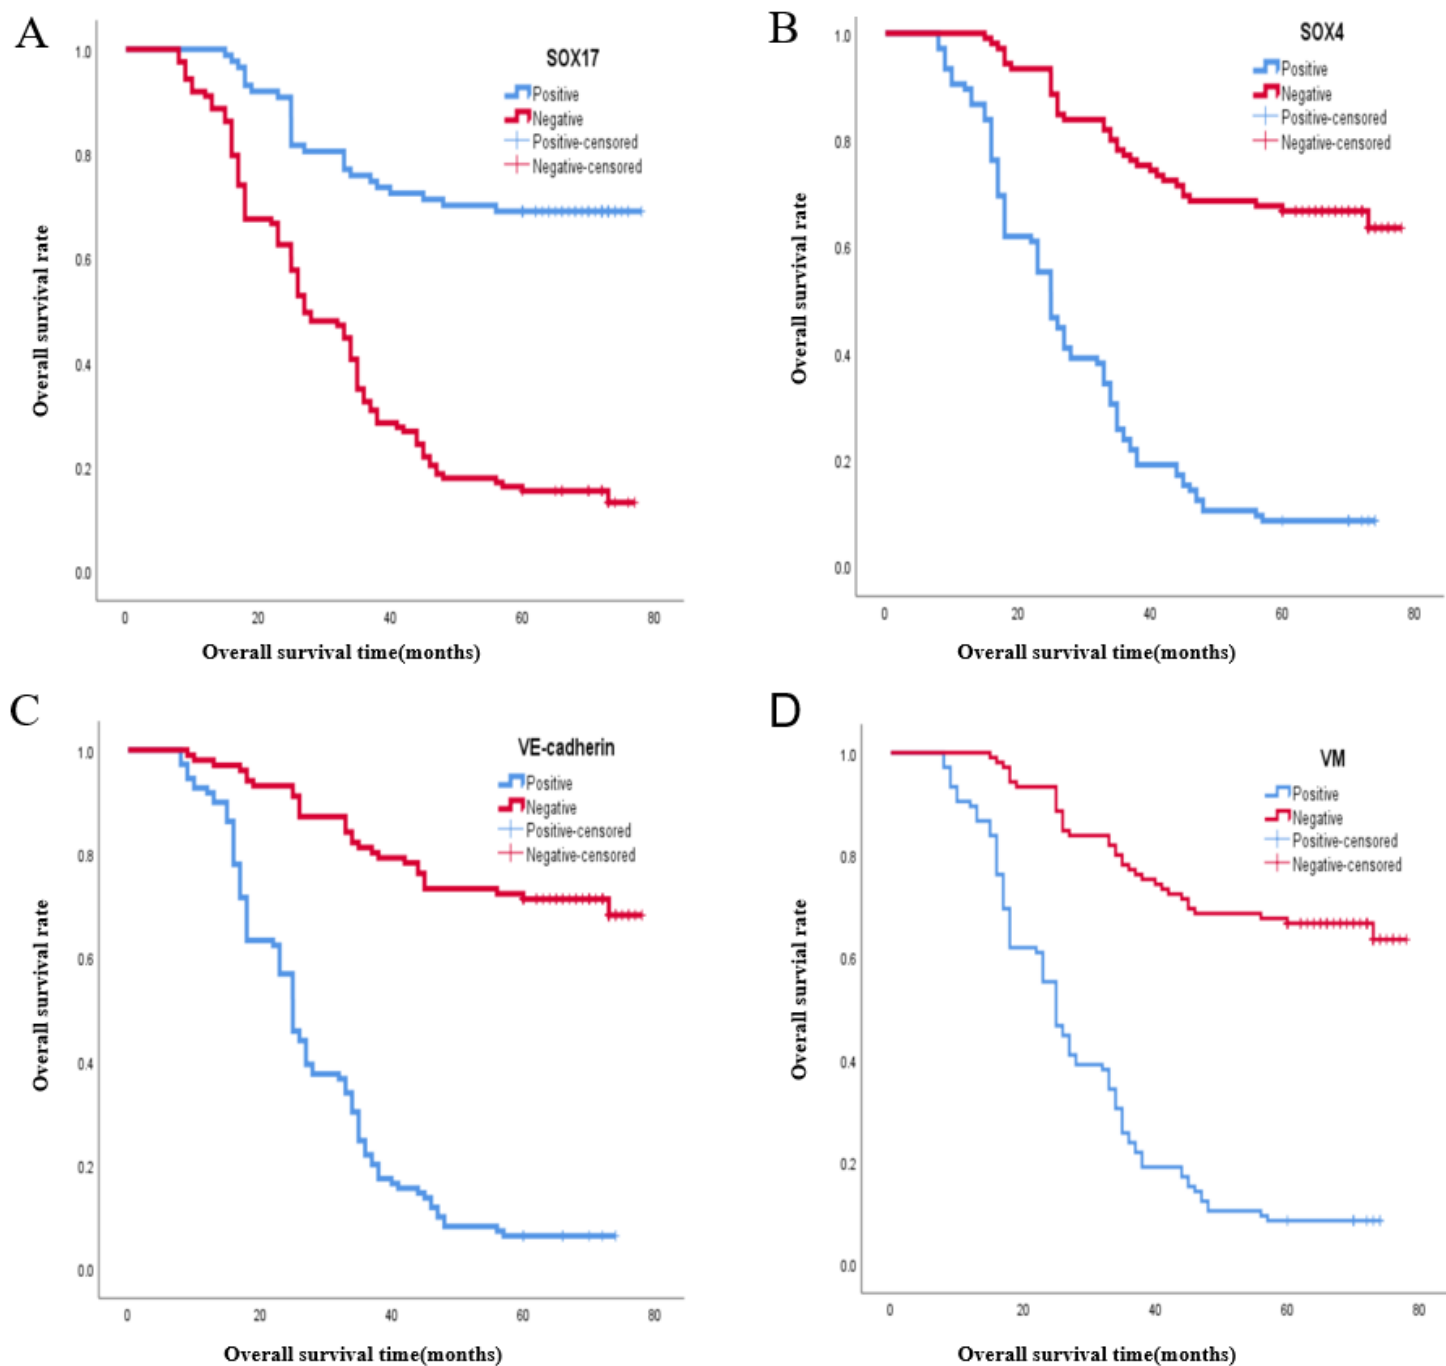 A
SOX17
Positive
Negative
Positive-censored
Negative-censored
1.0
0.8
0.6
0.4
0.2
0.0
Overall survival rate
0 20 40 60 80
Overall survival time(months)
B
SOX4
Positive
Negative
Positive-censored
Negative-censored
1.0
0.8
0.6
0.4
0.2
0.0
Overall survival rate
0 20 40 60 80
Overall survival time(months)
C
VE-cadherin
Positive
Negative
Positive-censored
Negative-censored
1.0
0.8
0.6
0.4
0.2
0.0
Overall survival rate
0 20 40 60 80
Overall survival time(months)
D
VM
Positive
Negative
Positive-censored
Negative-censored
1.0
0.8
0.6
0.4
0.2
0.0
Overall survial rate
0 20 40 60 80
Overall survival time(months)